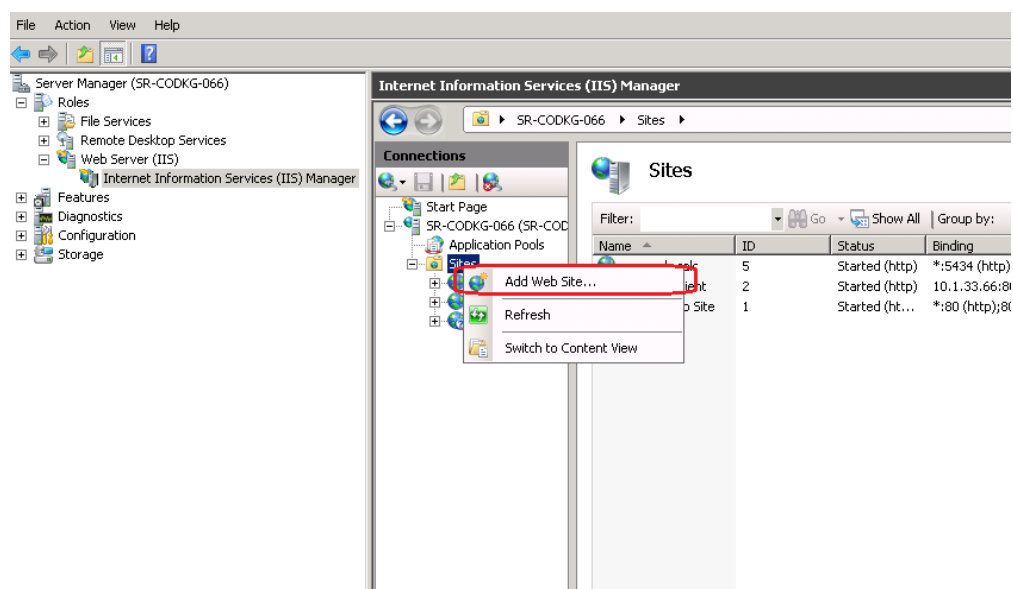 File Action View Help
Server Manager (SR-CODKG-066)
Roles
File Services
Remote Desktop Services
Web Server (IIS)
Internet Information Services (IIS) Manager
Features
Diagnostics
Configuration
Storage
Internet Information Services (IIS) Manager
SR-CODKG-066 Sites
Connections
Start Page
SR-CODKG-066 (SR-COD
Application Pools
Sites
Add Web Site...
Refresh
Switch to Content View
Sites
Filter: Go Show All Group by:
Name ID Status Binding
5 Started (http) *:5434 (http)
ient 2 Started (http) 10.1.33.66:80
Site 1 Started (ht... *:80 (http);80